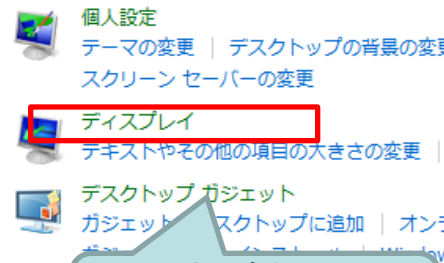 個人設定
テーマの変更 | デスクトップの背景の変
スクリーン セーバーの変更
ディスプレイ
テキストやその他の項目の大きさの変更 |
デスクトップ ガジェット
ガジェッ スクトップに追加 | オン
Window